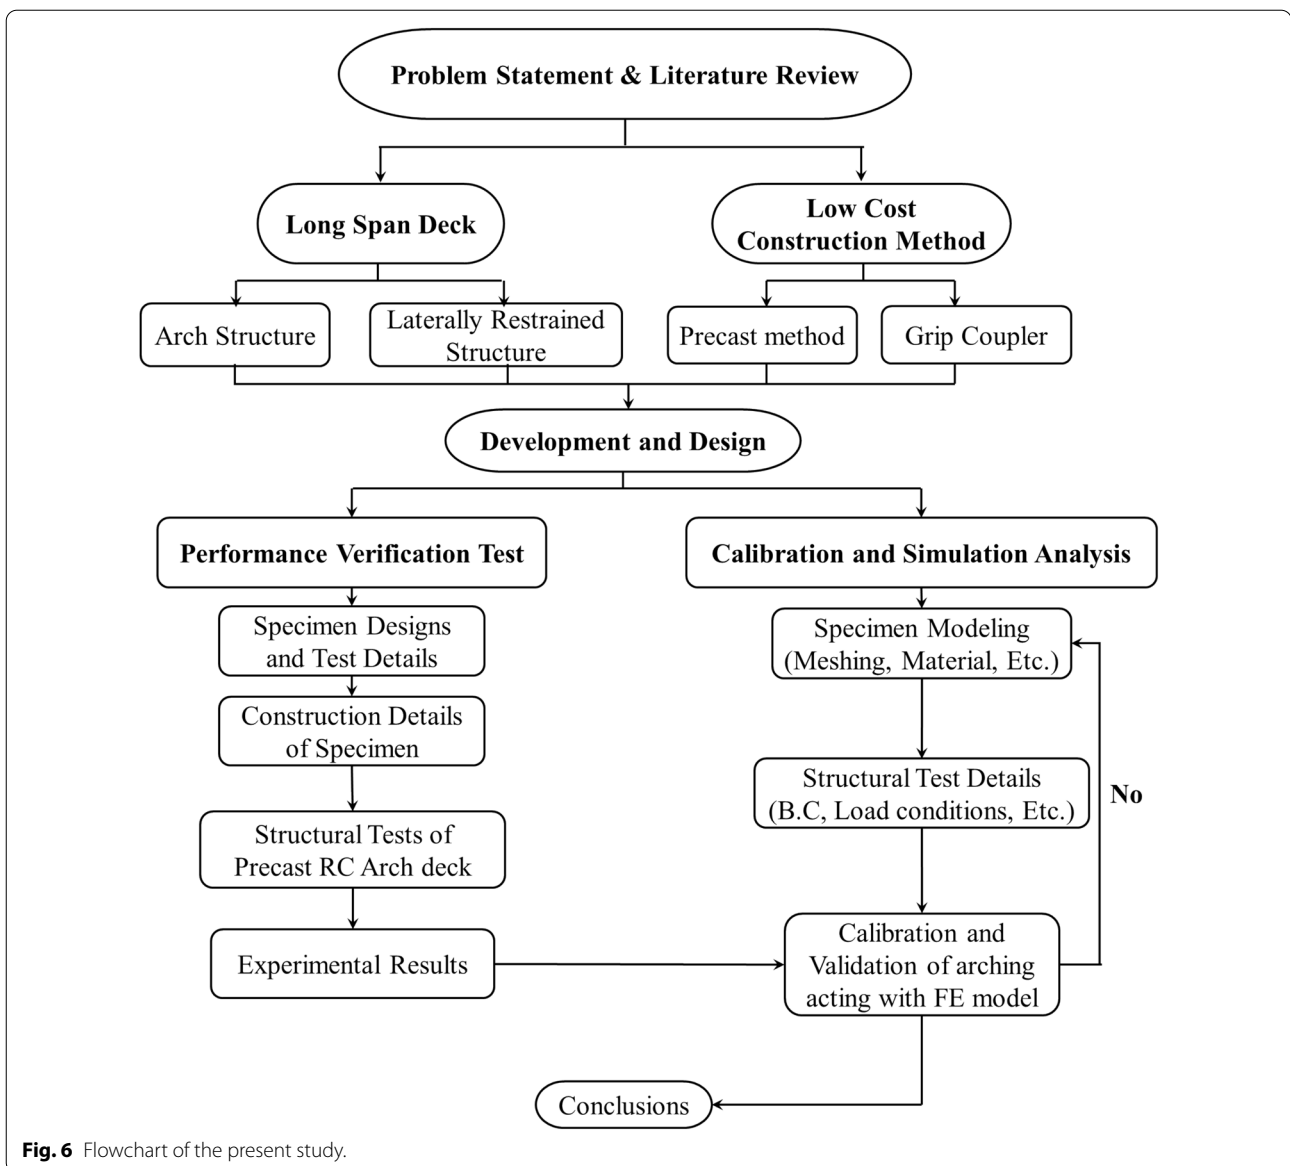 Problem Statement & Literature Review
Long Span Deck
Low Cost
Construction Method
Arch Structure
Laterally Restrained
Structure
Precast method
Grip Coupler
Development and Design
Performance Verification Test
Calibration and Simulation Analysis
Specimen Designs
and Test Details
Specimen Modeling
(Meshing, Material, Etc.)
Construction Details
of Specimen
Structural Test Details
(B.C, Load conditions, Etc.)
No
Structural Tests of
Precast RC Arch deck
Experimental Results
Calibration and
Validation of arching
acting with FE model
Conclusions
Fig. 6 Flowchart of the present study.